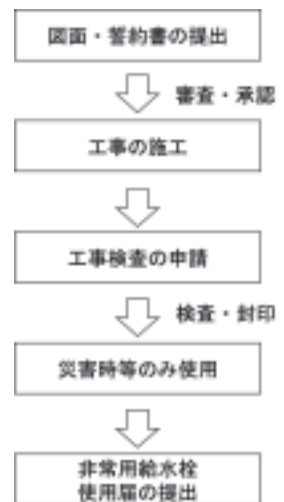 図面・誓約書の提出
審査・承認
工事の施工
工事検査の申請
検査・封印
災害時等のみ使用
非常用給水栓
使用届の提出